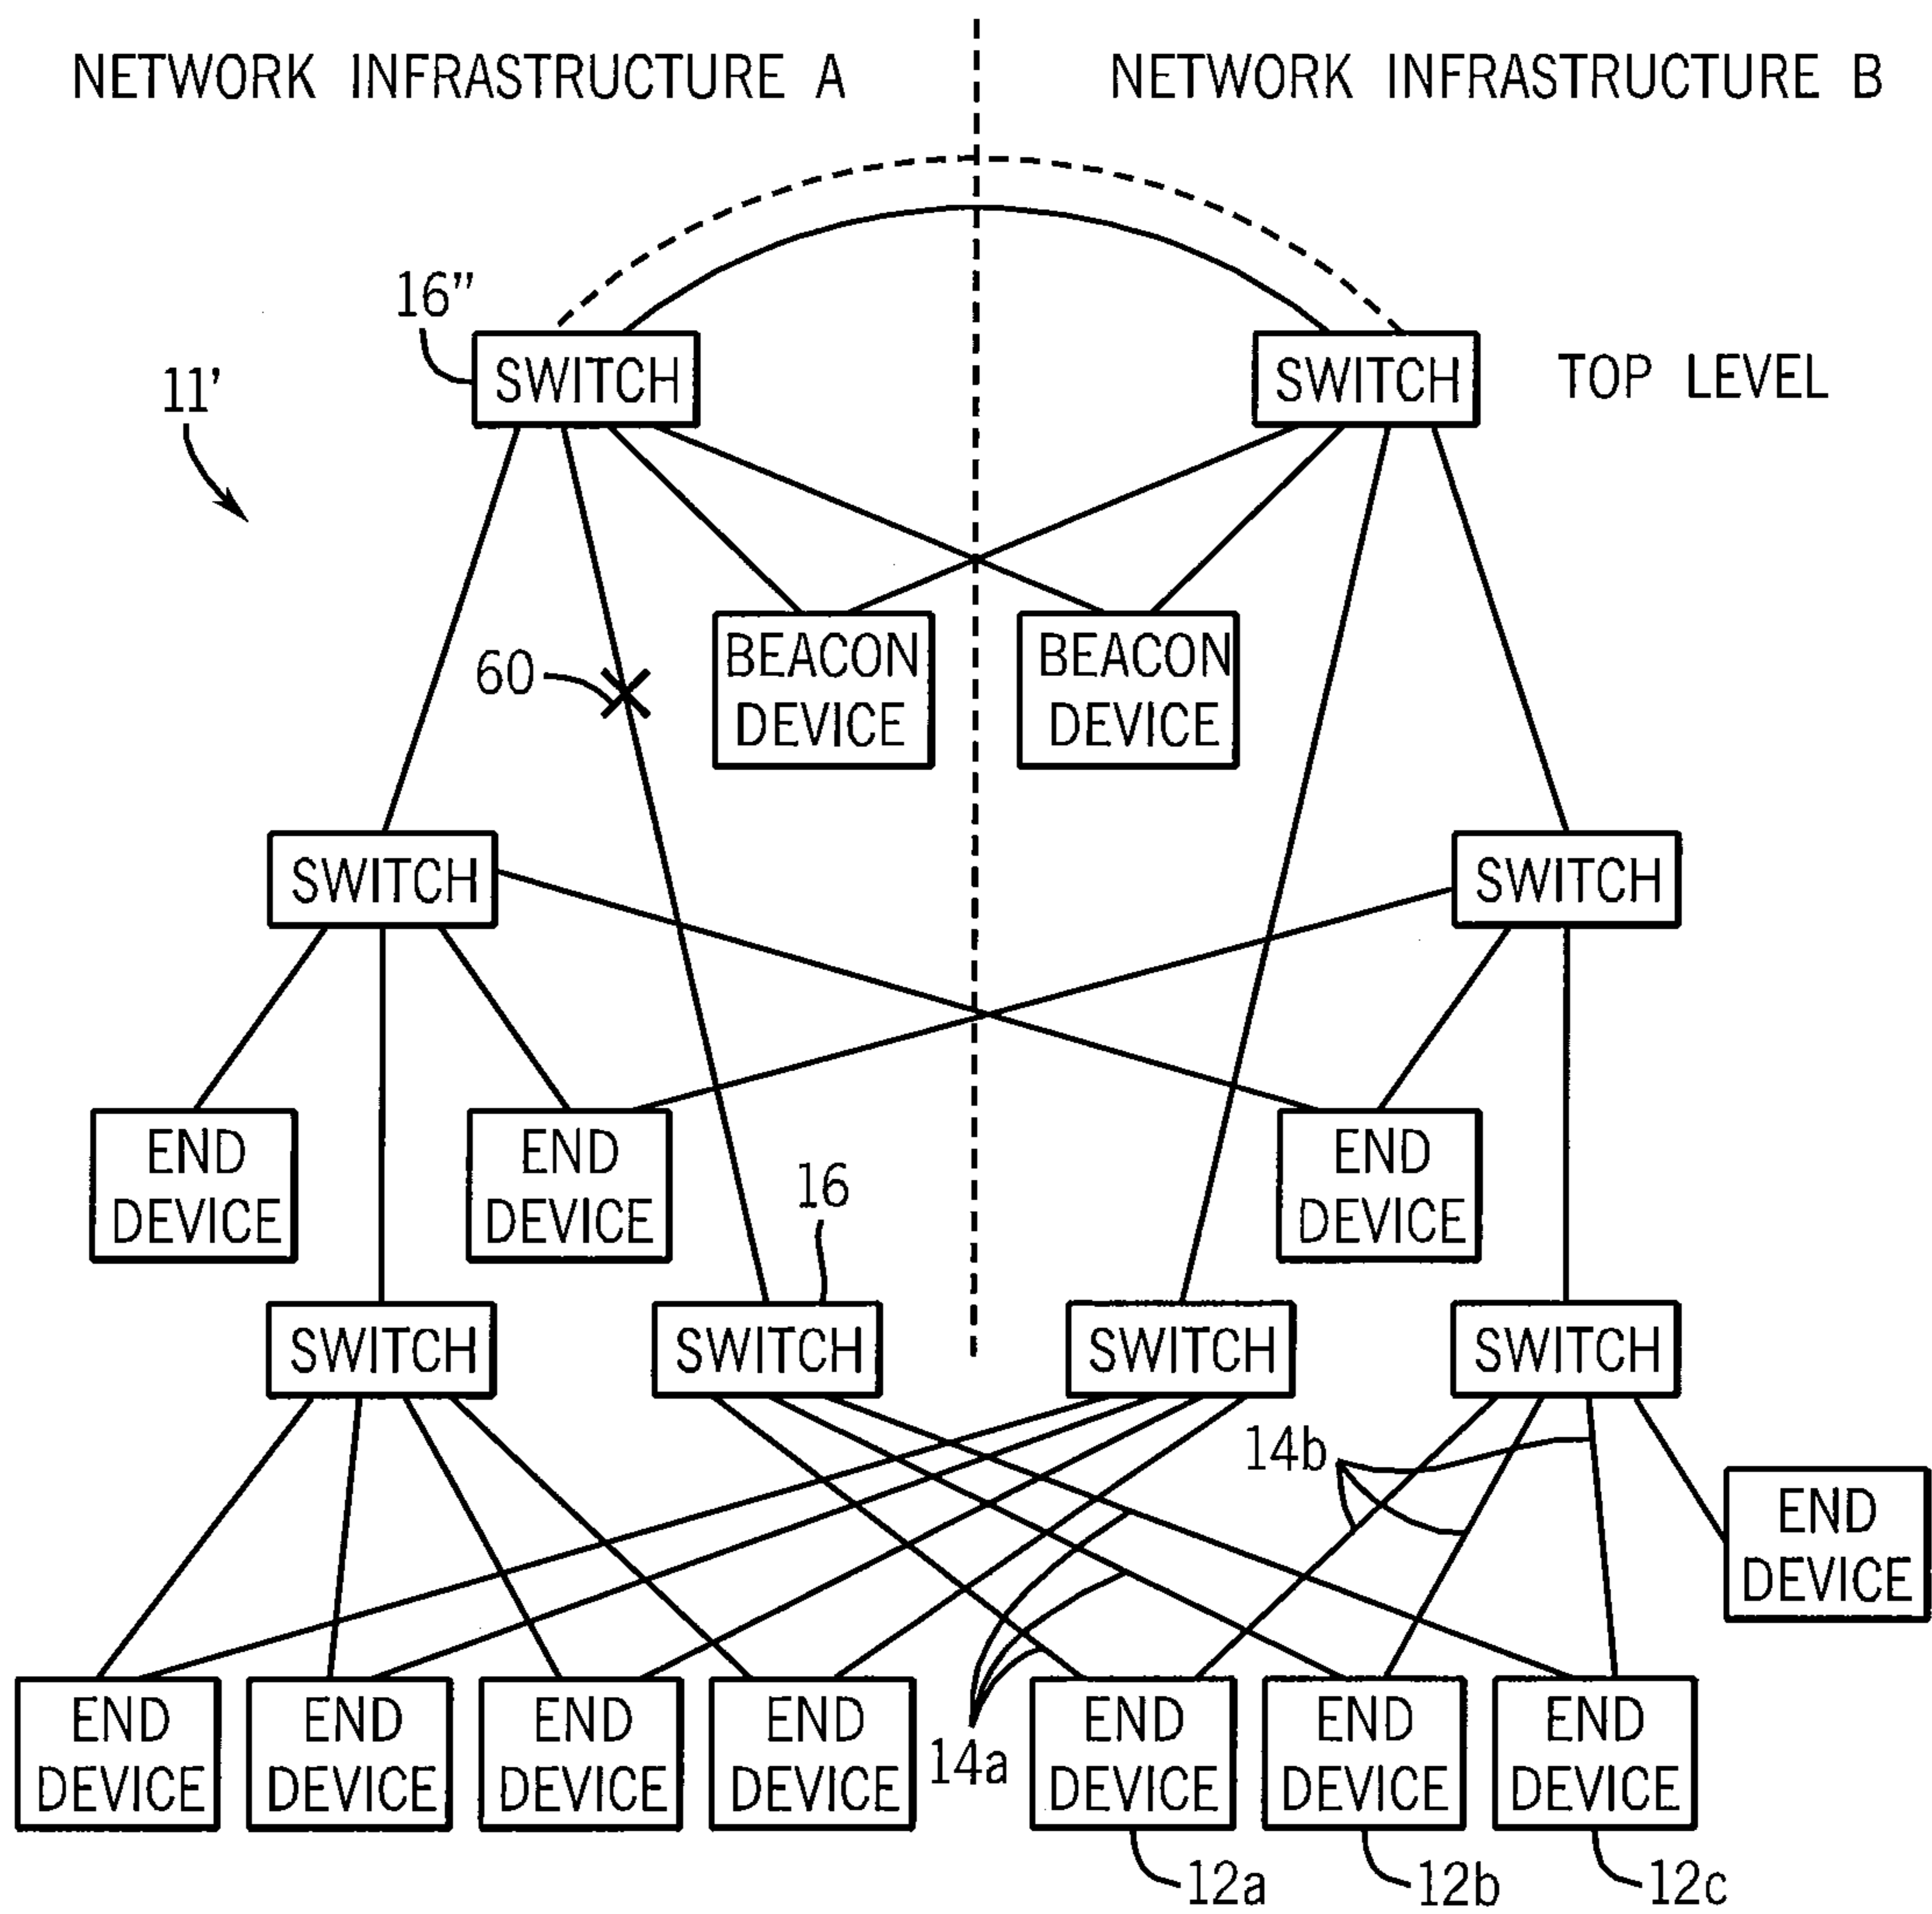 NETWORK INFRASTRUCTURE A
NETWORK INFRASTRUCTURE B
16"
SWITCH
SWITCH
TOP LEVEL
11'
60
BEACON
DEVICE
BEACON
DEVICE
SWITCH
SWITCH
END
DEVICE
END
DEVICE
END
DEVICE
16
SWITCH
SWITCH
SWITCH
SWITCH
14b
END
DEVICE
END
DEVICE
END
DEVICE
END
DEVICE
END
DEVICE
14a
END
DEVICE
END
DEVICE
END
DEVICE
12a
12b
12c